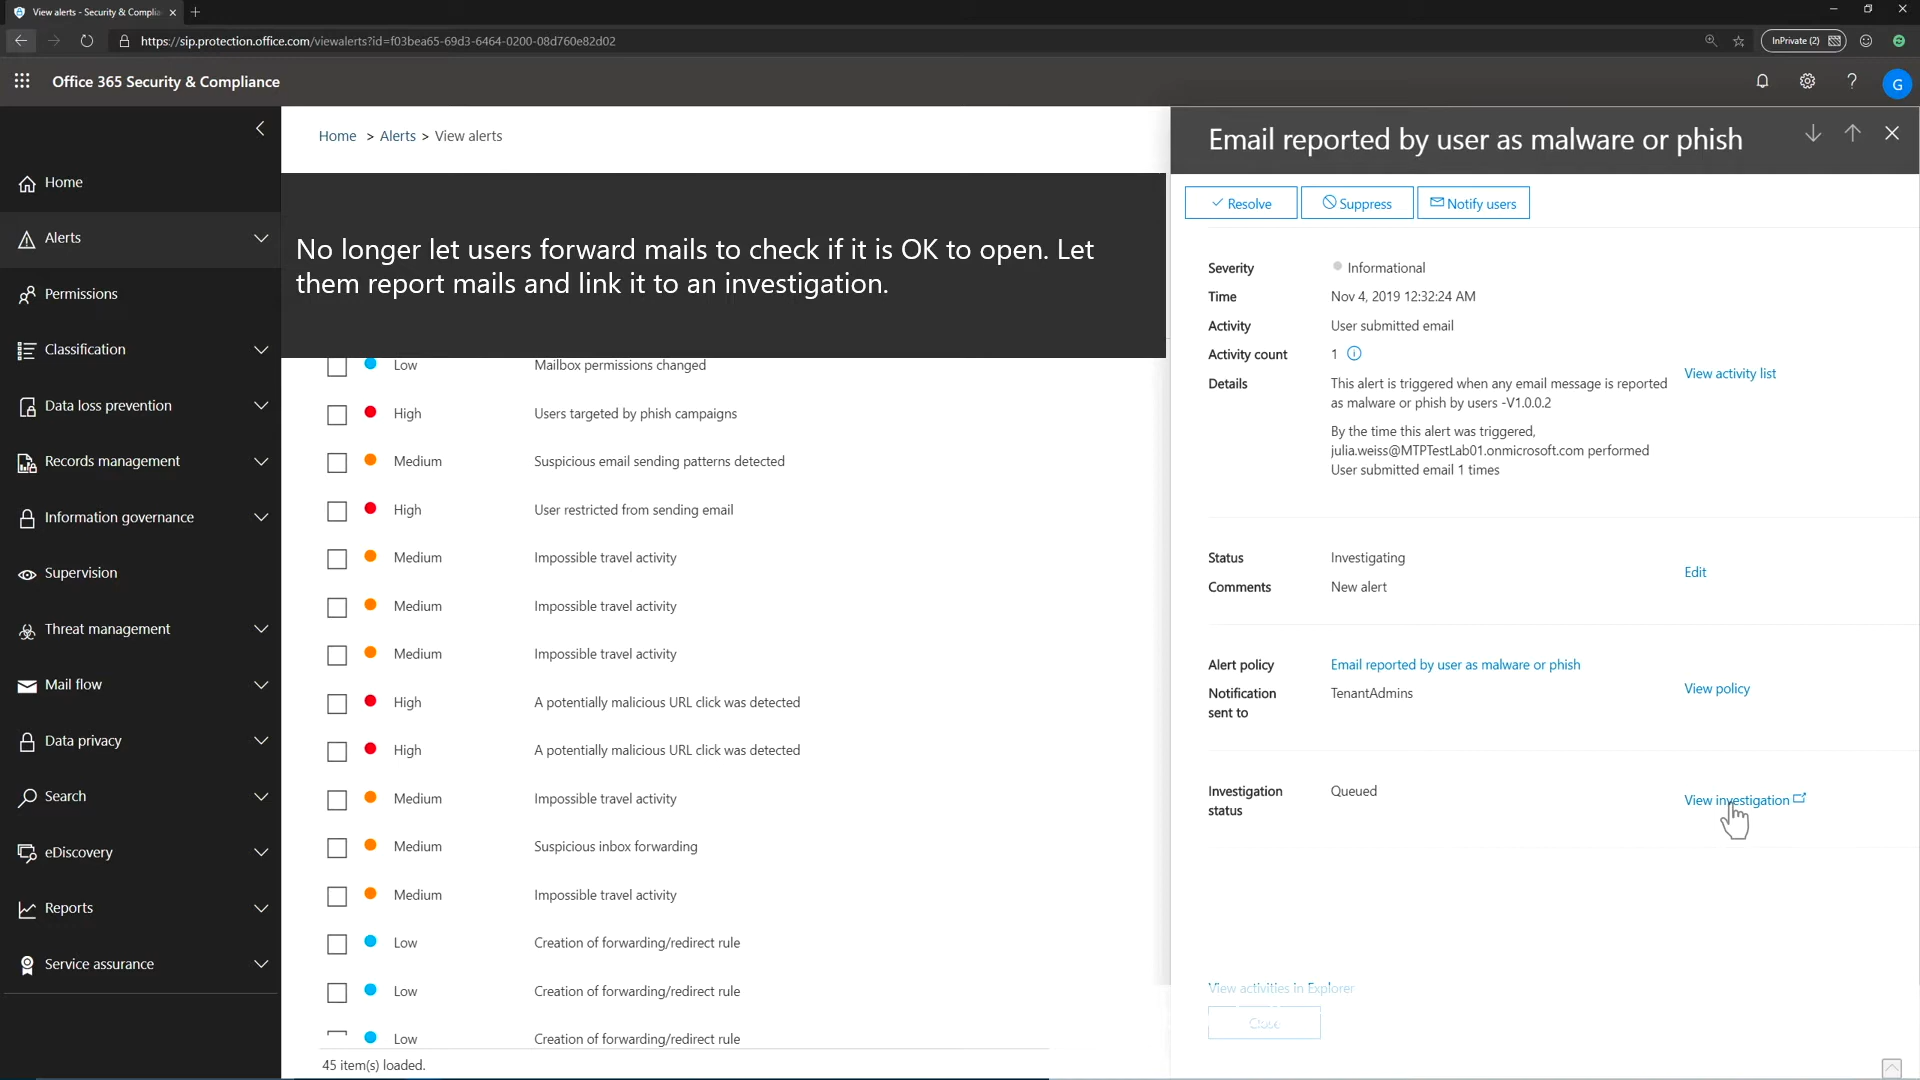 View alerts - Security & Complia
https://sip.protection.office.com/viewalerts?id=f03bea65-69d3-6464-0200-08d760e82d02
InPrivate (2)
Office 365 Security & Compliance
G
Home > Alerts > View alerts
Home
Alerts
Permissions
Classification
Data loss prevention
Records management
Information governance
Supervision
Threat management
Mail flow
Data privacy
Search
eDiscovery
Reports
Service assurance
No longer let users forward mails to check if it is OK to open. Let
them report mails and link it to an investigation.
Low Mailbox permissions changed
High Users targeted by phish campaigns
Medium Suspicious email sending patterns detected
High User restricted from sending email
Medium Impossible travel activity
Medium Impossible travel activity
Medium Impossible travel activity
High A potentially malicious URL click was detected
High A potentially malicious URL click was detected
Medium Impossible travel activity
Medium Suspicious inbox forwarding
Medium Impossible travel activity
Low Creation of forwarding/redirect rule
Low Creation of forwarding/redirect rule
Low Creation of forwarding/redirect rule
45 item(s) loaded.
Email reported by user as malware or phish
Resolve Suppress Notify users
Severity Informational
Time Nov 4, 2019 12:32:24 AM
Activity User submitted email
Activity count 1
Details This alert is triggered when any email message is reported
as malware or phish by users -V1.0.0.2
View activity list
By the time this alert was triggered,
julia.weiss@MTPTestLab01.onmicrosoft.com performed
User submitted email 1 times
Status Investigating
Comments New alert
Edit
Alert policy Email reported by user as malware or phish
Notification
sent to
TenantAdmins
View policy
Investigation
status
Queued
View investigation
View activities in Explorer
Close